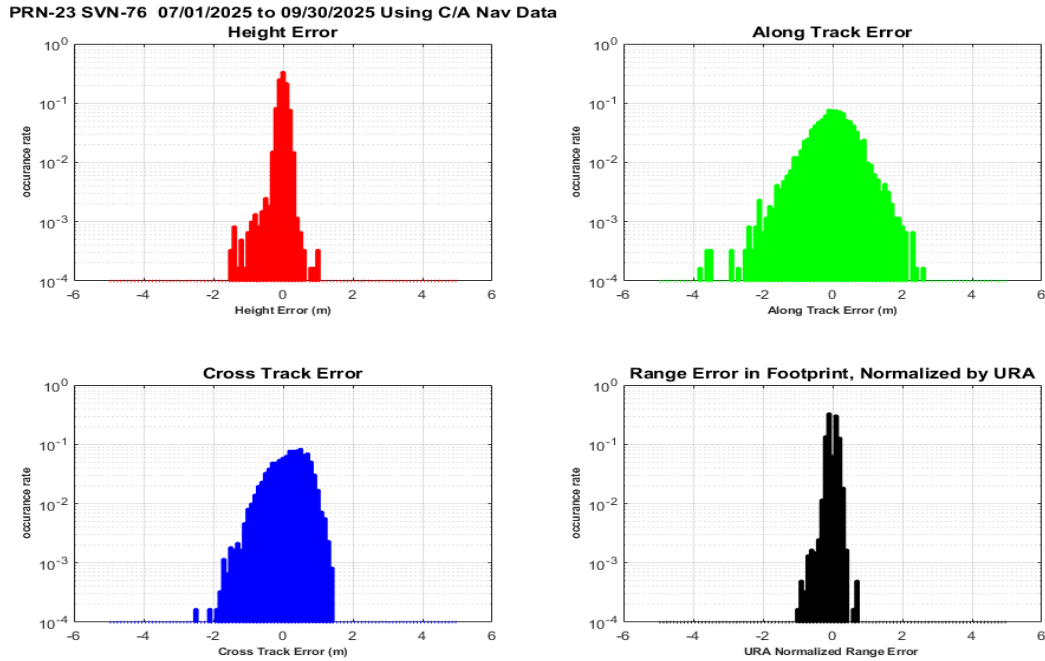 PRN-23 SVN-76  07/01/2025 to 09/30/2025 Using C/A Nav Data
Height Error
10^0
10^-1
10^-2
10^-3
10^-4
occurance rate
-6 -4 -2 0 2 4 6
Height Error (m)
Along Track Error
10^0
10^-1
10^-2
10^-3
10^-4
occurance rate
-6 -4 -2 0 2 4 6
Along Track Error (m)
Cross Track Error
10^0
10^-1
10^-2
10^-3
10^-4
occurance rate
-6 -4 -2 0 2 4 6
Cross Track Error (m)
Range Error in Footprint, Normalized by URA
10^0
10^-1
10^-2
10^-3
10^-4
occurance rate
-6 -4 -2 0 2 4 6
URA Normalized Range Error